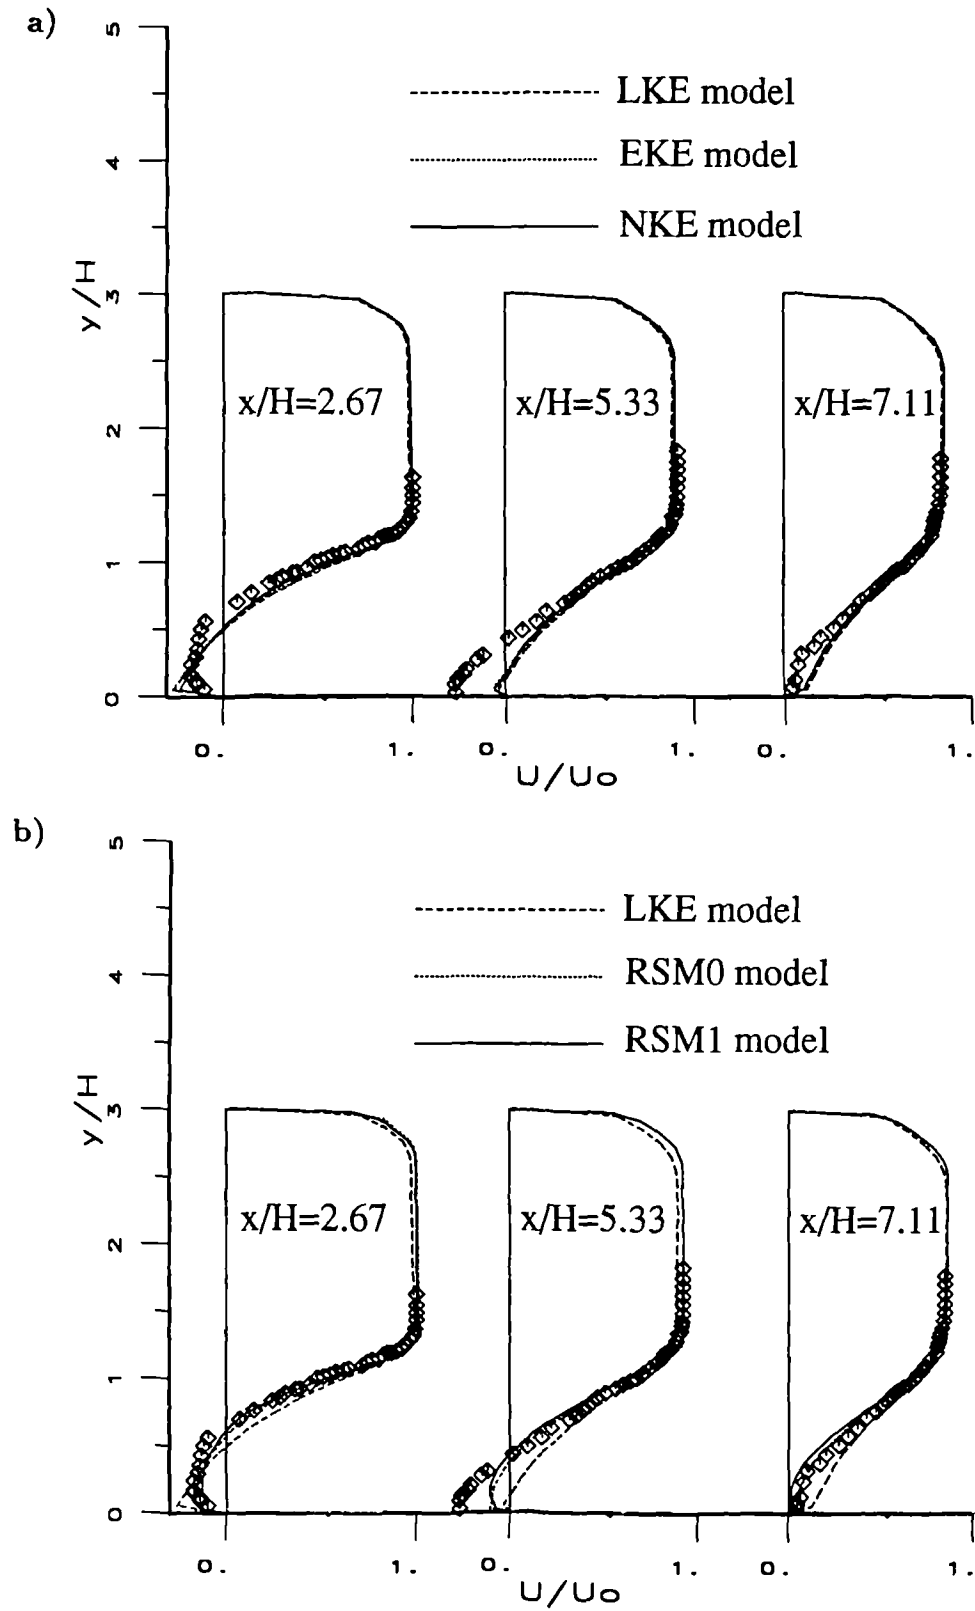 a)
5
LKE model
4
EKE model
NKE model
y/H
3
x/H=2.67 x/H=5.33 x/H=7.11
2
1
0
0. 1. 0. 1. 0. 1.
U/Uo
b)
5
LKE model
4
RSM0 model
RSM1 model
y/H
3
x/H=2.67 x/H=5.33 x/H=7.11
2
1
0
0. 1. 0. 1. 0. 1.
U/Uo